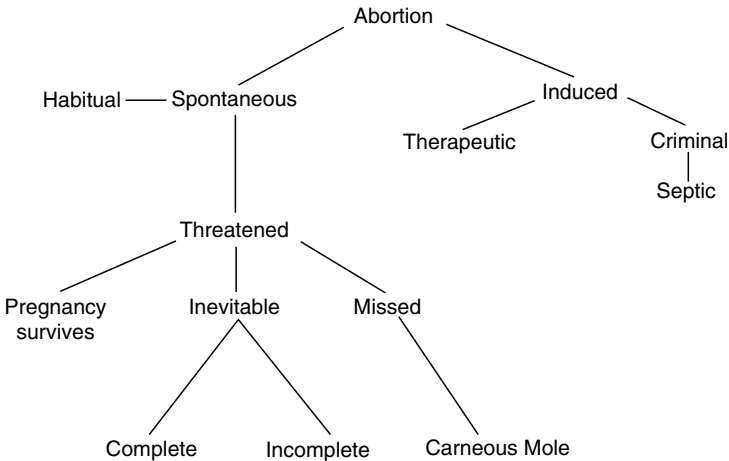 Abortion
Induced
Habitual
Spontaneous
Therapeutic
Criminal
Septic
Threatened
Pregnancy
survives
Inevitable
Missed
Complete
Incomplete
Carneous Mole